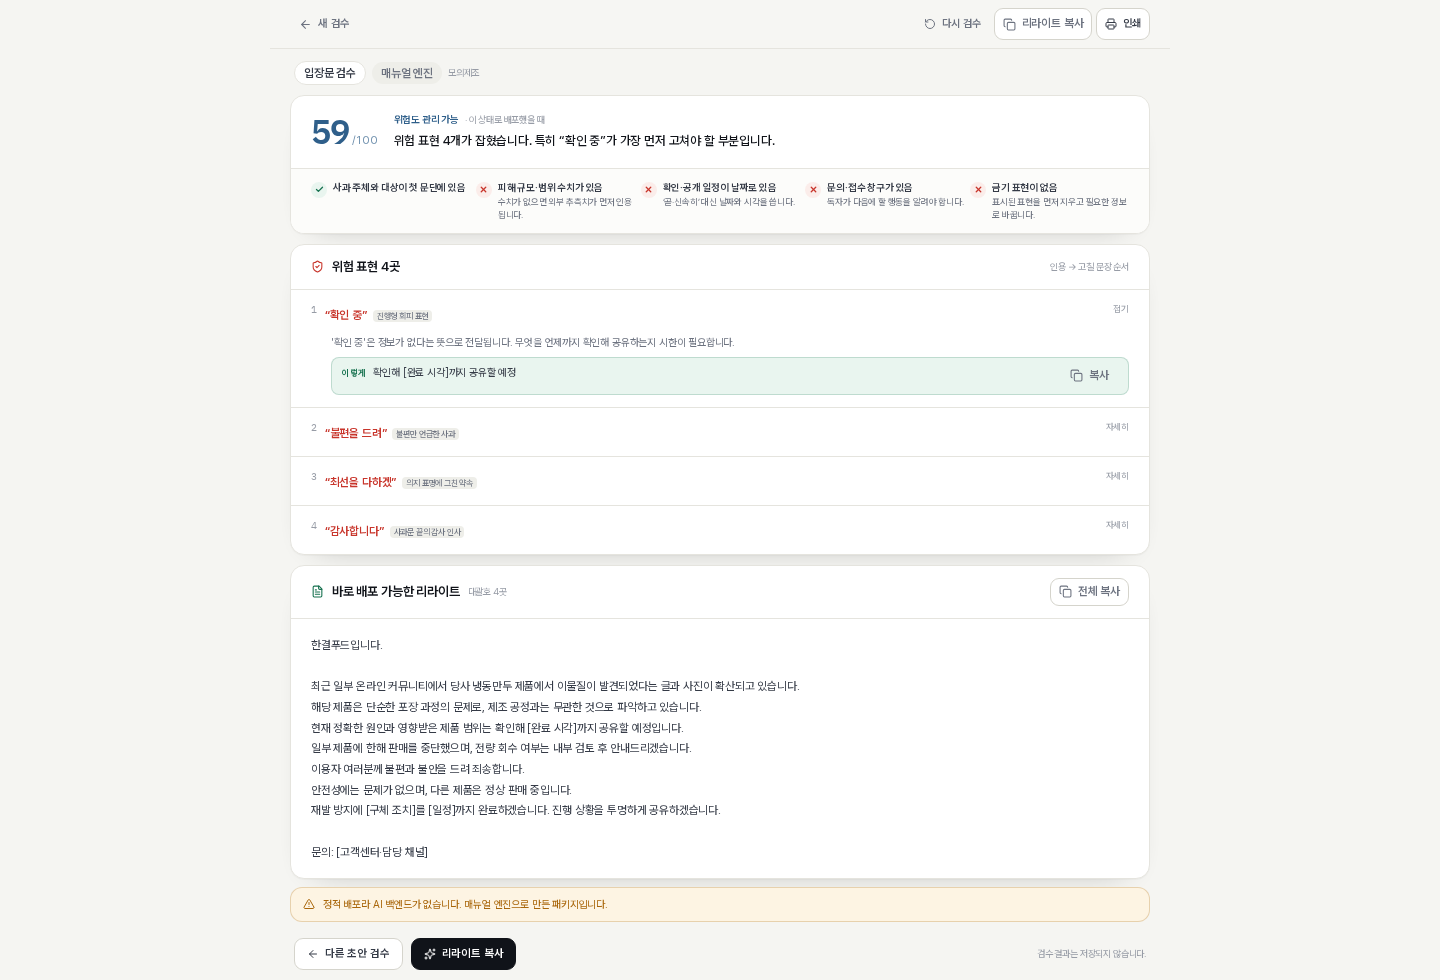 새 검수
다시 검수
리라이트 복사
인쇄
입장문 검수
매뉴얼 엔진
모의제조
59 /100
위험도 관리 가능 · 이 상태로 배포했을 때
위험 표현 4개가 잡혔습니다. 특히 “확인 중”가 가장 먼저 고쳐야 할 부분입니다.
사과 주체와 대상이 첫 문단에 있음
피해 규모·범위 수치가 있음
수치가 없으면 외부 추측치가 먼저 인용
됩니다.
확인·공개 일정이 날짜로 있음
‘곧·신속히’ 대신 날짜와 시각을 씁니다.
문의·접수 창구가 있음
독자가 다음에 할 행동을 알려야 합니다.
금기 표현이 없음
표시된 표현을 먼저 지우고 필요한 정보
로 바꿉니다.
위험 표현 4곳
인용 → 고칠 문장 순서
1 “확인 중” 진행형 회피 표현
접기
'확인 중'은 정보가 없다는 뜻으로 전달됩니다. 무엇을 언제까지 확인해 공유하는지 시한이 필요합니다.
이렇게 확인해 [완료 시각]까지 공유할 예정
복사
2 “불편을 드려” 불편만 언급한 사과
자세히
3 “최선을 다하겠” 의지 표명에 그친 약속
자세히
4 “감사합니다” 사과문 끝의 감사 인사
자세히
바로 배포 가능한 리라이트 대괄호 4곳
전체 복사
한결푸드입니다.
최근 일부 온라인 커뮤니티에서 당사 냉동만두 제품에서 이물질이 발견되었다는 글과 사진이 확산되고 있습니다.
해당 제품은 단순한 포장 과정의 문제로, 제조 공정과는 무관한 것으로 파악하고 있습니다.
현재 정확한 원인과 영향받은 제품 범위는 확인해 [완료 시각]까지 공유할 예정입니다.
일부 제품에 한해 판매를 중단했으며, 전량 회수 여부는 내부 검토 후 안내드리겠습니다.
이용자 여러분께 불편과 불안을 드려 죄송합니다.
안전성에는 문제가 없으며, 다른 제품은 정상 판매 중입니다.
재발 방지에 [구체 조치]를 [일정]까지 완료하겠습니다. 진행 상황을 투명하게 공유하겠습니다.
문의: [고객센터·담당 채널]
정적 배포라 AI 백엔드가 없습니다. 매뉴얼 엔진으로 만든 패키지입니다.
다른 초안 검수
리라이트 복사
검수 결과는 저장되지 않습니다.